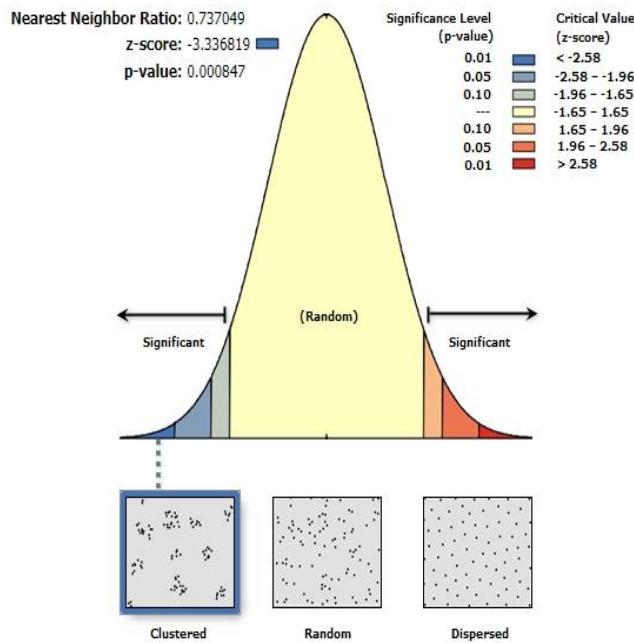 Nearest Neighbor Ratio: 0.737049
z-score: -3.336819
p-value: 0.000847
Significance Level
(p-value)
Critical Value
(z-score)
0.01 < -2.58
0.05 -2.58 – -1.96
0.10 -1.96 – -1.65
--- -1.65 – 1.65
0.10 1.65 – 1.96
0.05 1.96 – 2.58
0.01 > 2.58
Significant
(Random)
Significant
Clustered
Random
Dispersed